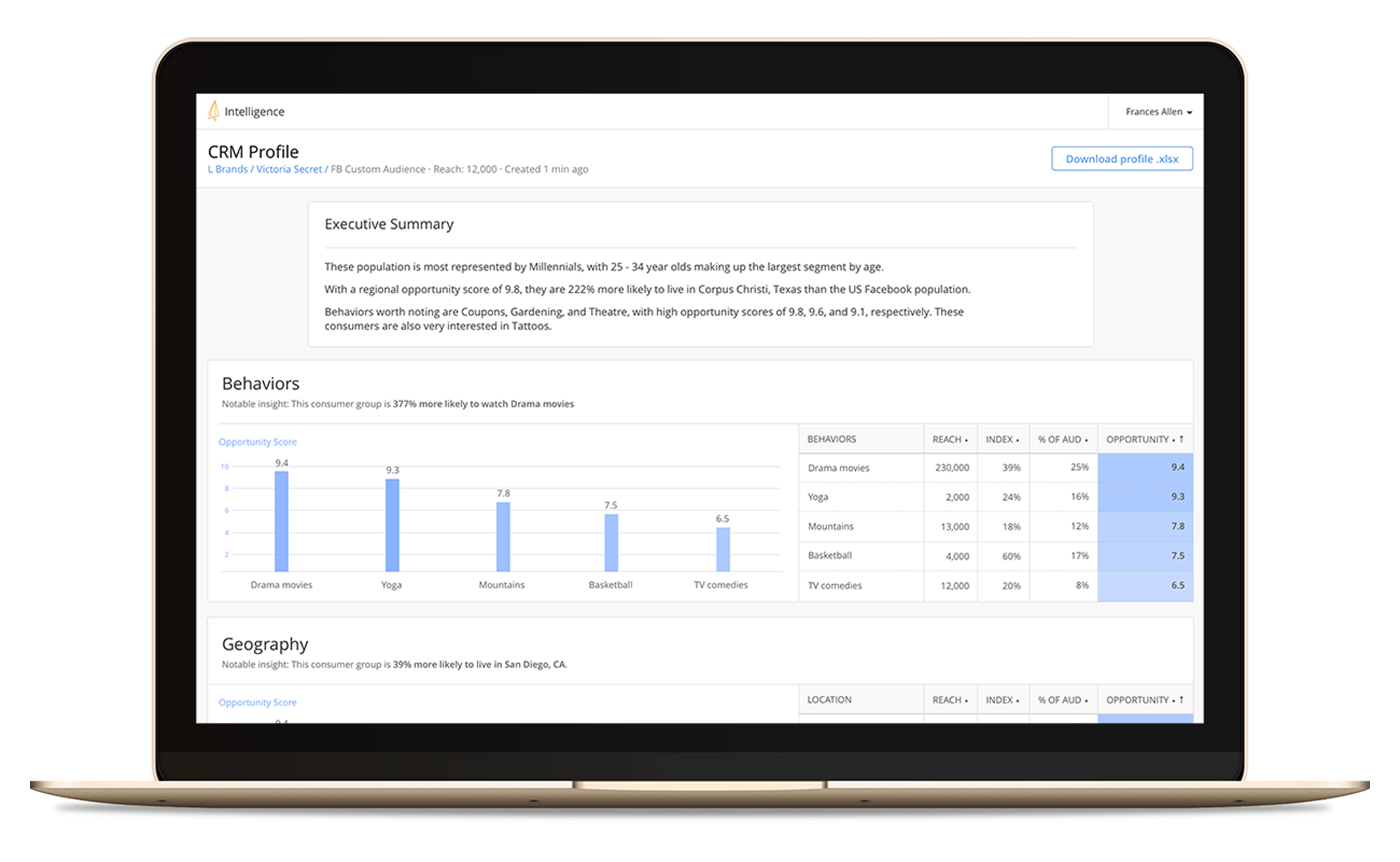 Intelligence
Frances Allen
CRM Profile
L Brands / Victoria Secret / FB Custom Audience · Reach: 12,000 · Created 1 min ago
Download profile .xlsx
Executive Summary
These population is most represented by Millennials, with 25 - 34 year olds making up the largest segment by age.
With a regional opportunity score of 9.8, they are 222% more likely to live in Corpus Christi, Texas than the US Facebook population.
Behaviors worth noting are Coupons, Gardening, and Theatre, with high opportunity scores of 9.8, 9.6, and 9.1, respectively. These
consumers are also very interested in Tattoos.
Behaviors
Notable insight: This consumer group is 377% more likely to watch Drama movies
Opportunity Score
10
8
6
4
2
9.4
9.3
7.8
7.5
6.5
Drama movies Yoga Mountains Basketball TV comedies
BEHAVIORS REACH INDEX % OF AUD OPPORTUNITY ↑
Drama movies 230,000 39% 25% 9.4
Yoga 2,000 24% 16% 9.3
Mountains 13,000 18% 12% 7.8
Basketball 4,000 60% 17% 7.5
TV comedies 12,000 20% 8% 6.5
Geography
Notable insight: This consumer group is 39% more likely to live in San Diego, CA.
Opportunity Score
9.4
LOCATION REACH INDEX % OF AUD OPPORTUNITY ↑